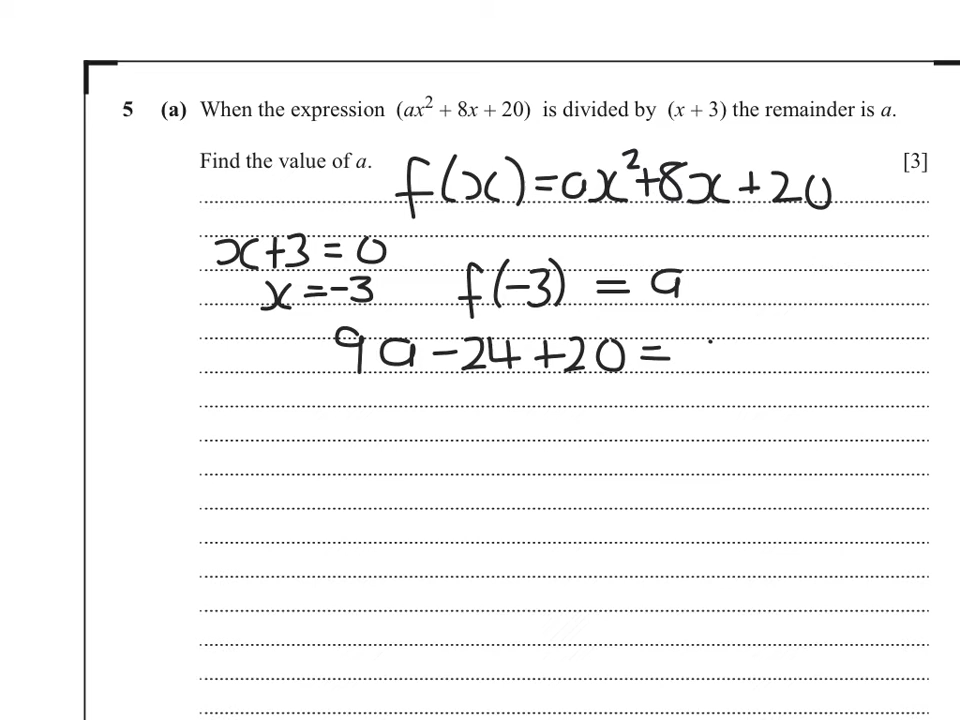 5 (a) When the expression (ax² + 8x + 20) is divided by (x + 3) the remainder is a.
Find the value of a. [3]
f(x) = ax² + 8x + 20
x + 3 = 0
x = -3 f(-3) = a
9a - 24 + 20 =